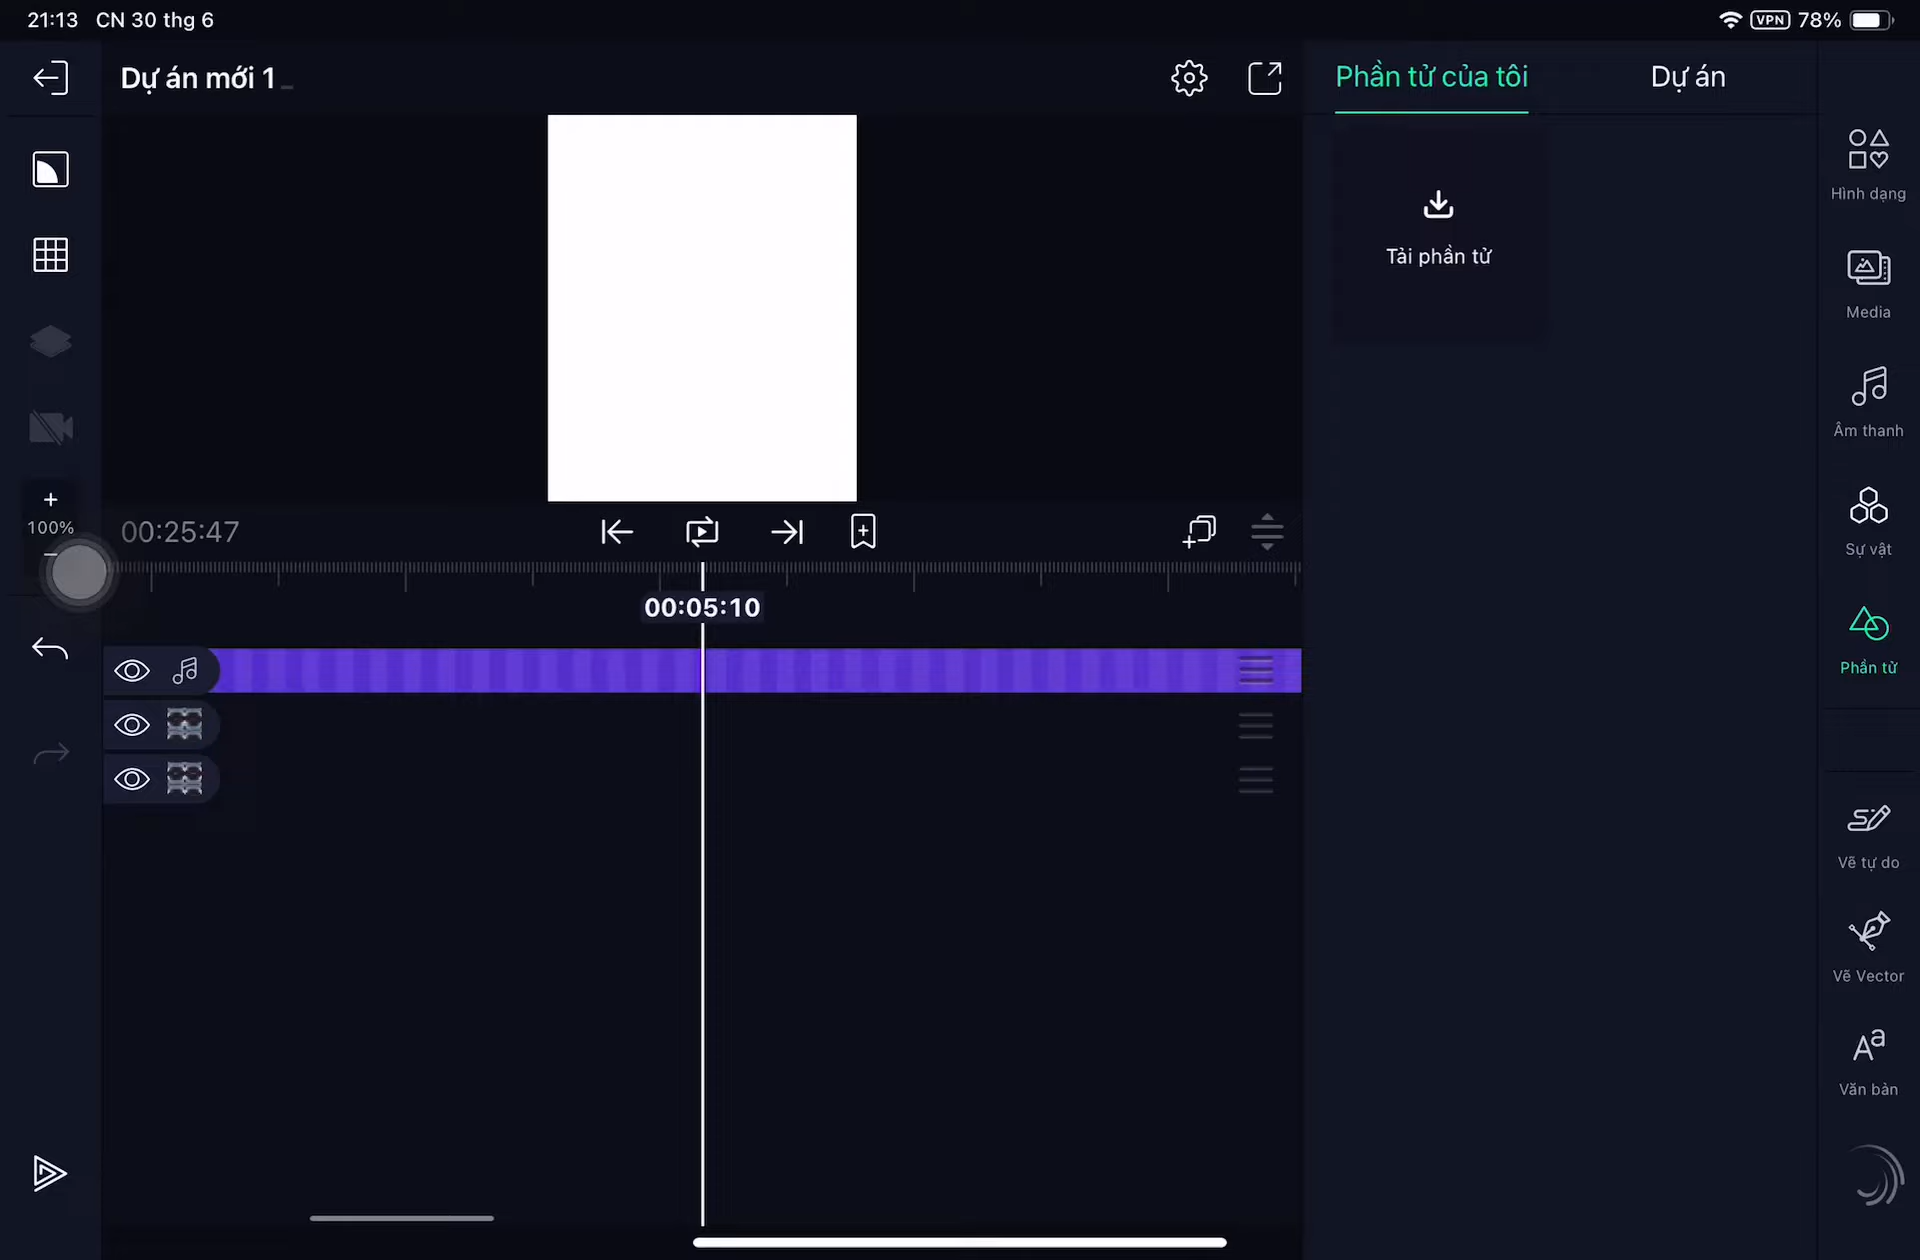 21:13 CN 30 thg 6
VPN 78%
Dự án mới 1
Phần tử của tôi
Dự án
Tải phần tử
Hình dạng
Media
Âm thanh
Sự vật
Phần tử
Vẽ tự do
Vẽ Vector
Văn bản
+
100%
−
00:25:47
00:05:10